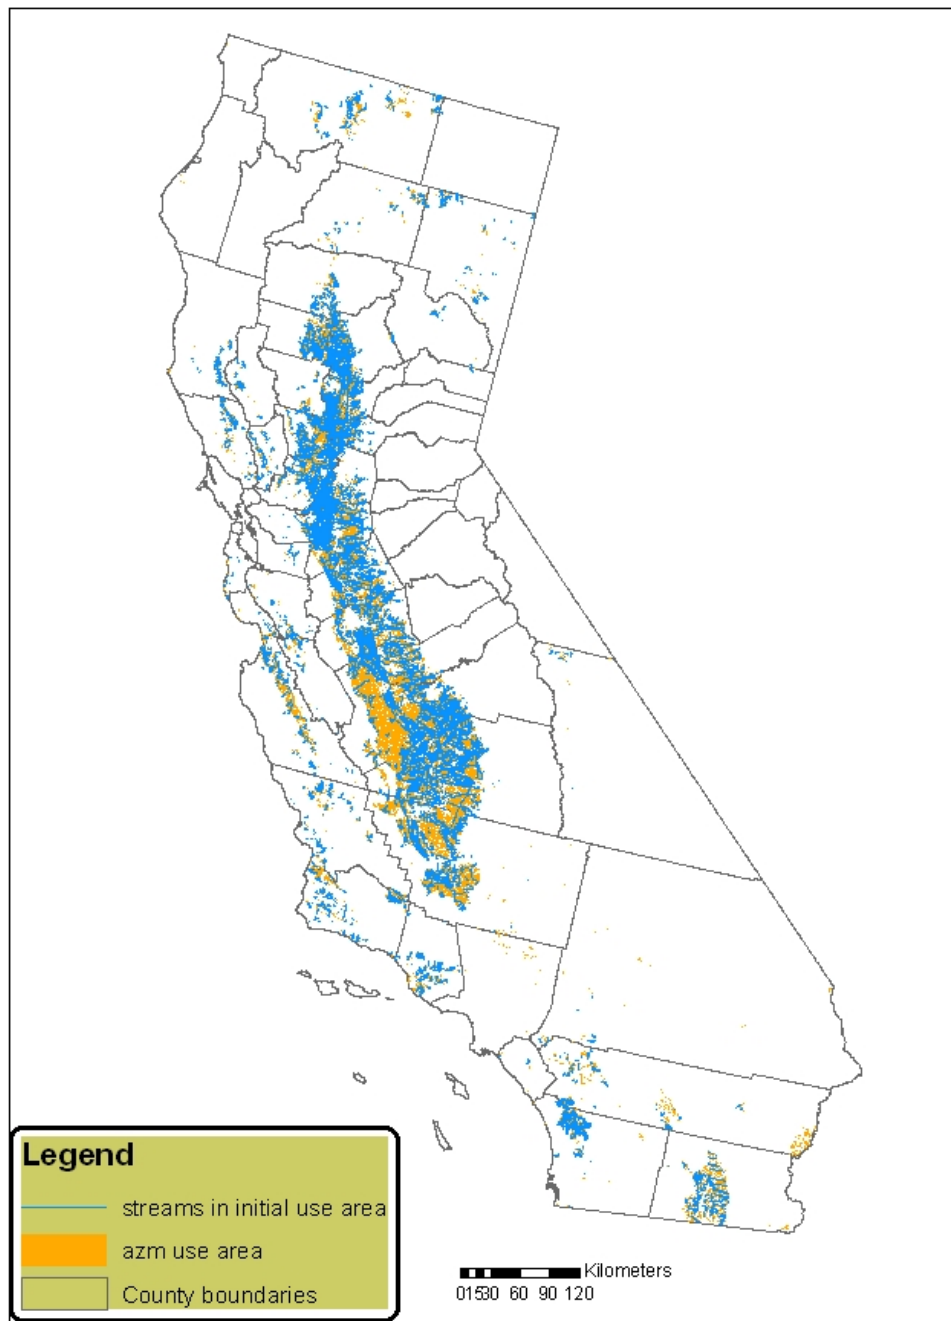 Legend
streams in initial use area
azm use area
County boundaries
Kilometers
01530 60 90 120